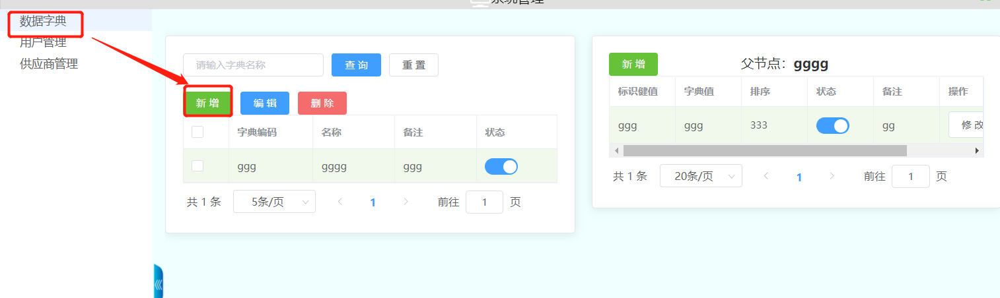 系统管理
数据字典
用户管理
供应商管理
请输入字典名称 查 询 重 置
新 增 编 辑 删 除
字典编码 名称 备注 状态
ggg gggg ggg
共 1 条 5条/页 1 前往 1 页
新 增 父节点：gggg
标识健值 字典值 排序 状态 备注 操作
ggg ggg 333 gg 修 改
共 1 条 20条/页 1 前往 1 页